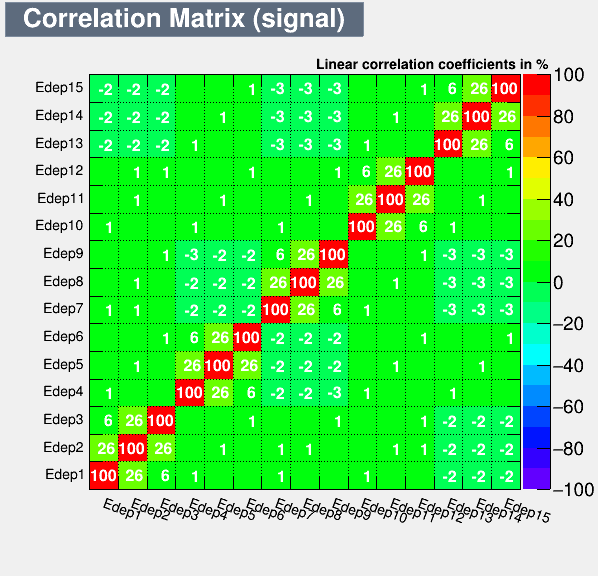 Correlation Matrix (signal)
Linear correlation coefficients in %
Edep15 -2 -2 -2 1 -3 -3 -3 1 6 26 100
Edep14 -2 -2 -2 1 -3 -3 -3 1 26 100 26
Edep13 -2 -2 -2 1 -3 -3 -3 1 100 26 6
Edep12 1 1 1 1 6 26 100 1
Edep11 1 1 1 26 100 26 1
Edep10 1 1 1 100 26 6 1
Edep9 1 -3 -2 -2 6 26 100 1 -3 -3 -3
Edep8 1 -2 -2 -2 26 100 26 1 -3 -3 -3
Edep7 1 1 -2 -2 -2 100 26 6 1 -3 -3 -3
Edep6 1 6 26 100 -2 -2 -2 1 1
Edep5 1 26 100 26 -2 -2 -2 1 1
Edep4 1 100 26 6 -2 -2 -3 1 1
Edep3 6 26 100 1 1 1 -2 -2 -2
Edep2 26 100 26 1 1 1 1 1 -2 -2 -2
Edep1 100 26 6 1 1 1 -2 -2 -2
Edep1 Edep2 Edep3 Edep4 Edep5 Edep6 Edep7 Edep8 Edep9 Edep10 Edep11 Edep12 Edep13 Edep14 Edep15
100
80
60
40
20
0
−20
−40
−60
−80
−100